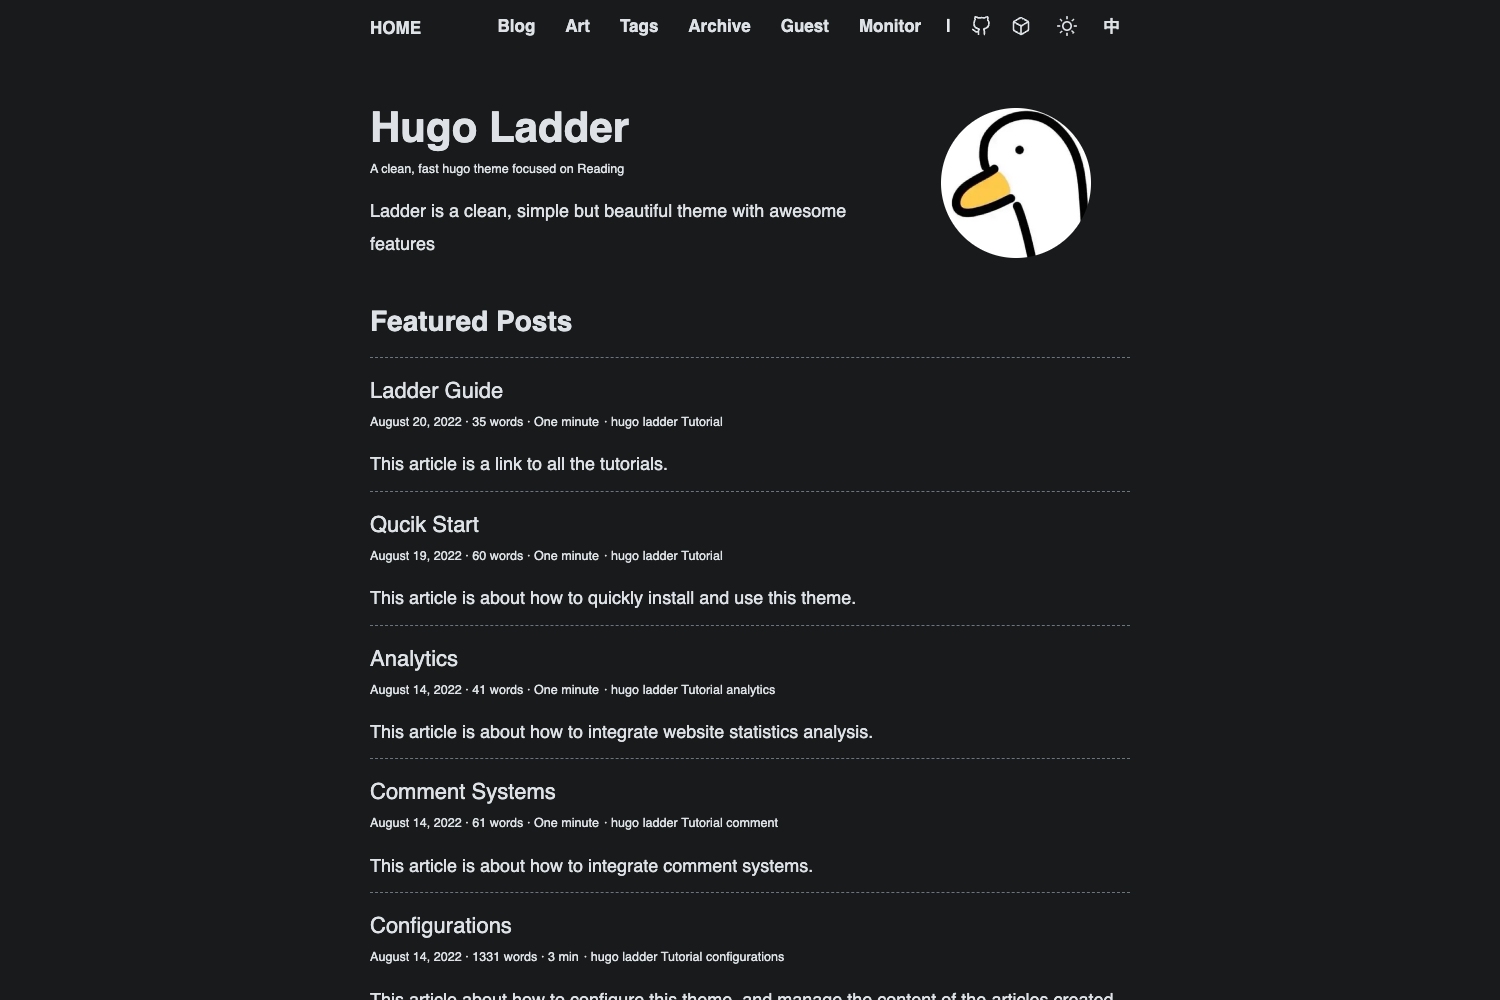 HOME Blog Art Tags Archive Guest Monitor | 中
Hugo Ladder
A clean, fast hugo theme focused on Reading
Ladder is a clean, simple but beautiful theme with awesome
features
Featured Posts
Ladder Guide
August 20, 2022 · 35 words · One minute · hugo ladder Tutorial
This article is a link to all the tutorials.
Qucik Start
August 19, 2022 · 60 words · One minute · hugo ladder Tutorial
This article is about how to quickly install and use this theme.
Analytics
August 14, 2022 · 41 words · One minute · hugo ladder Tutorial analytics
This article is about how to integrate website statistics analysis.
Comment Systems
August 14, 2022 · 61 words · One minute · hugo ladder Tutorial comment
This article is about how to integrate comment systems.
Configurations
August 14, 2022 · 1331 words · 3 min · hugo ladder Tutorial configurations
This article about how to configure this theme, and manage the content of the articles created